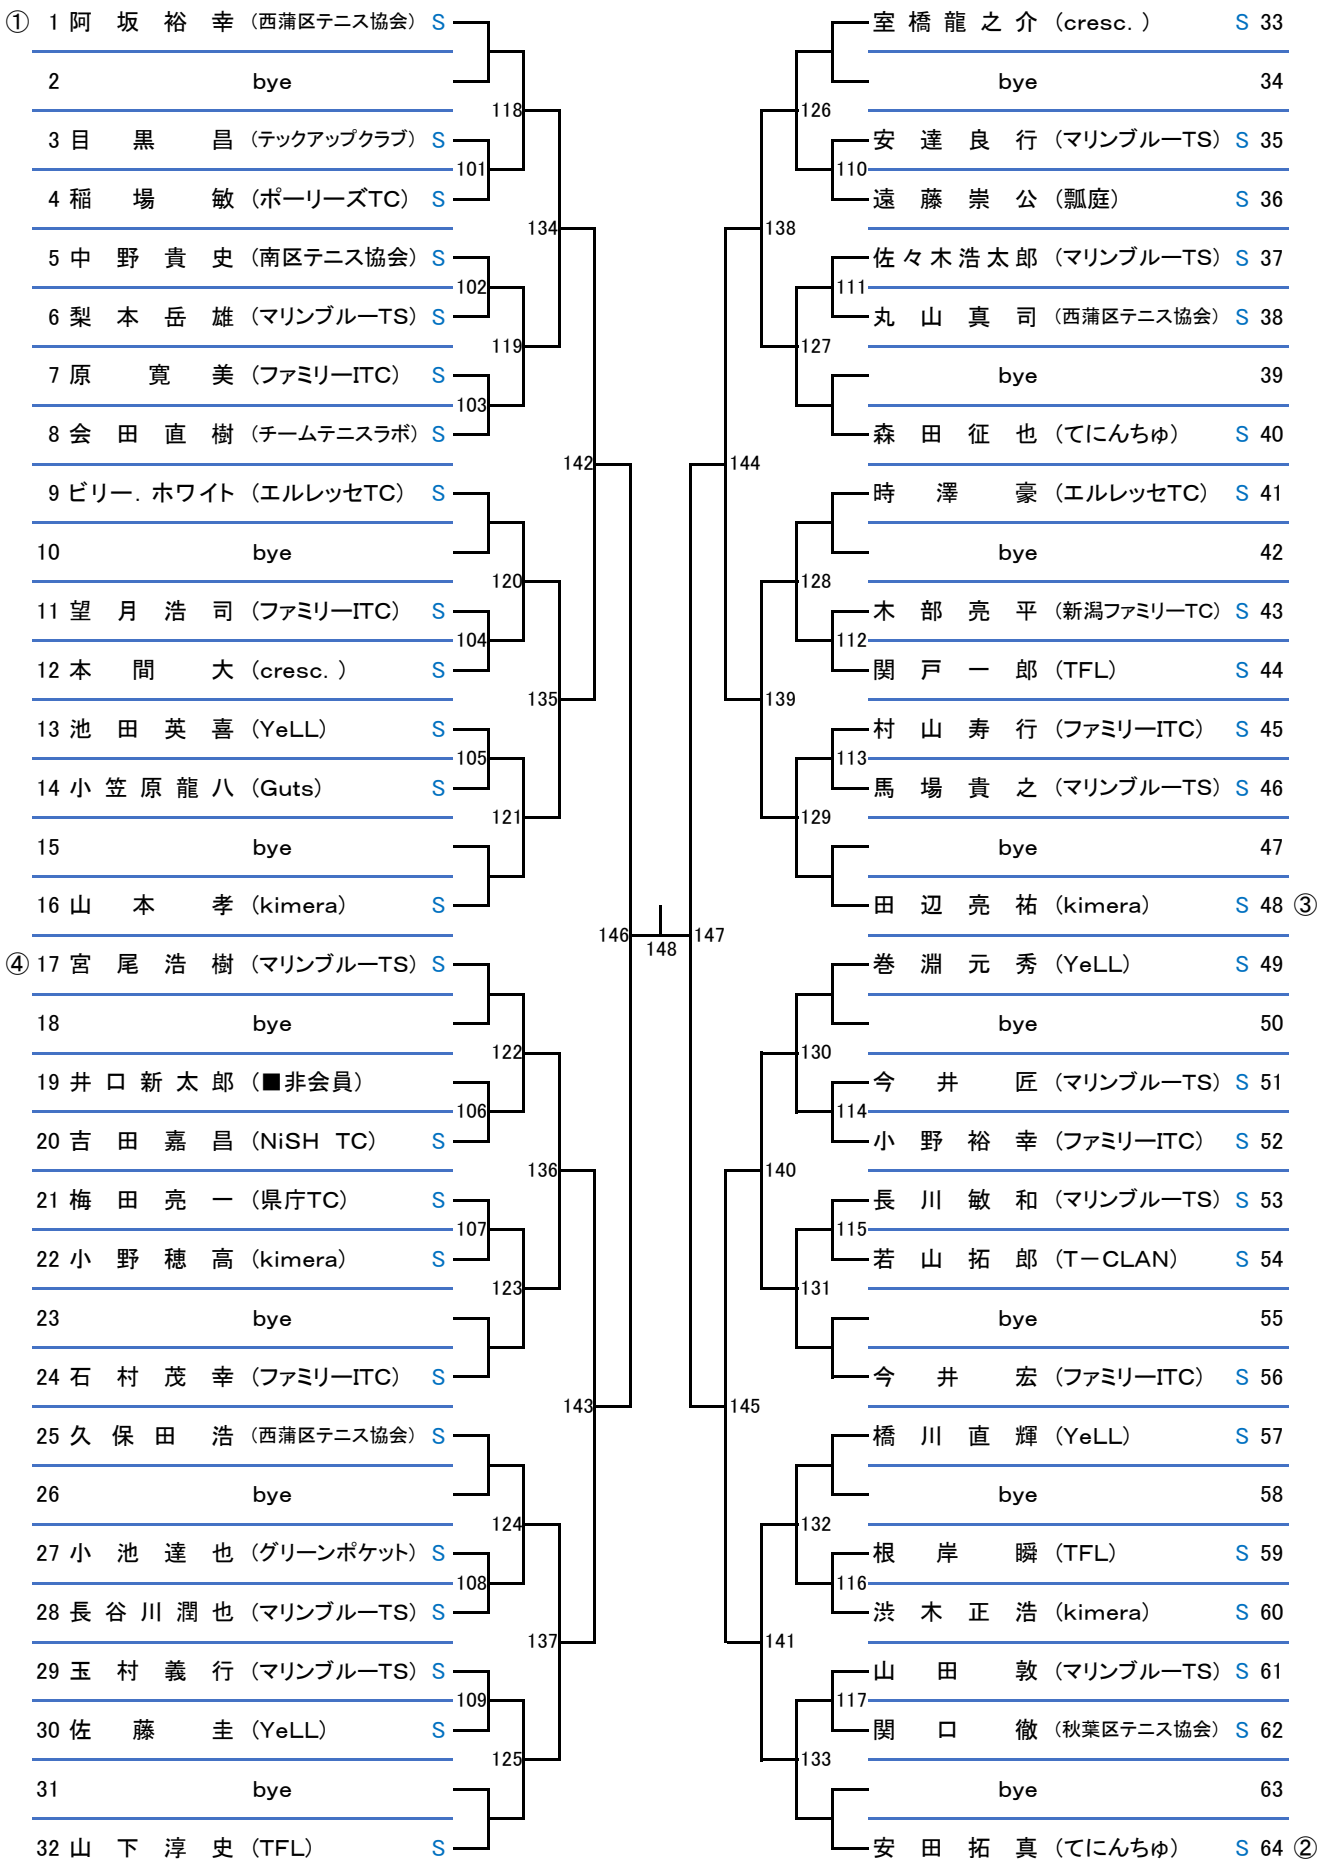 ① 1 阿坂裕幸 (西蒲区テニス協会) S
2 bye
118
3 目黒昌 (テックアップクラブ) S
101
4 稲場敏 (ポーリーズTC) S
134
5 中野貴史 (南区テニス協会) S
102
6 梨本岳雄 (マリンブルーTS) S
119
7 原寛美 (ファミリーITC) S
103
8 会田直樹 (チームテニスラボ) S
142
9 ビリー.ホワイト (エルレッセTC) S
10 bye
120
11 望月浩司 (ファミリーITC) S
104
12 本間大 (cresc.) S
135
13 池田英喜 (YeLL) S
105
14 小笠原龍八 (Guts) S
121
15 bye
16 山本孝 (kimera) S
146
④ 17 宮尾浩樹 (マリンブルーTS) S
18 bye
122
19 井口新太郎 (■非会員)
106
20 吉田嘉昌 (NiSH TC) S
136
21 梅田亮一 (県庁TC) S
107
22 小野穂高 (kimera) S
123
23 bye
24 石村茂幸 (ファミリーITC) S
143
25 久保田浩 (西蒲区テニス協会) S
26 bye
124
27 小池達也 (グリーンポケット) S
108
28 長谷川潤也 (マリンブルーTS) S
137
29 玉村義行 (マリンブルーTS) S
109
30 佐藤圭 (YeLL) S
125
31 bye
32 山下淳史 (TFL) S
148
室橋龍之介 (cresc.) S 33
bye 34
126
安達良行 (マリンブルーTS) S 35
110
遠藤崇公 (瓢庭) S 36
138
佐々木浩太郎 (マリンブルーTS) S 37
111
丸山真司 (西蒲区テニス協会) S 38
127
bye 39
森田征也 (てにんちゅ) S 40
144
時澤豪 (エルレッセTC) S 41
bye 42
128
木部亮平 (新潟ファミリーTC) S 43
112
関戸一郎 (TFL) S 44
139
村山寿行 (ファミリーITC) S 45
113
馬場貴之 (マリンブルーTS) S 46
129
bye 47
田辺亮祐 (kimera) S 48 ③
147
巻淵元秀 (YeLL) S 49
bye 50
130
今井匠 (マリンブルーTS) S 51
114
小野裕幸 (ファミリーITC) S 52
140
長川敏和 (マリンブルーTS) S 53
115
若山拓郎 (T－CLAN) S 54
131
bye 55
今井宏 (ファミリーITC) S 56
145
橋川直輝 (YeLL) S 57
bye 58
132
根岸瞬 (TFL) S 59
116
渋木正浩 (kimera) S 60
141
山田敦 (マリンブルーTS) S 61
117
関口徹 (秋葉区テニス協会) S 62
133
bye 63
安田拓真 (てにんちゅ) S 64 ②